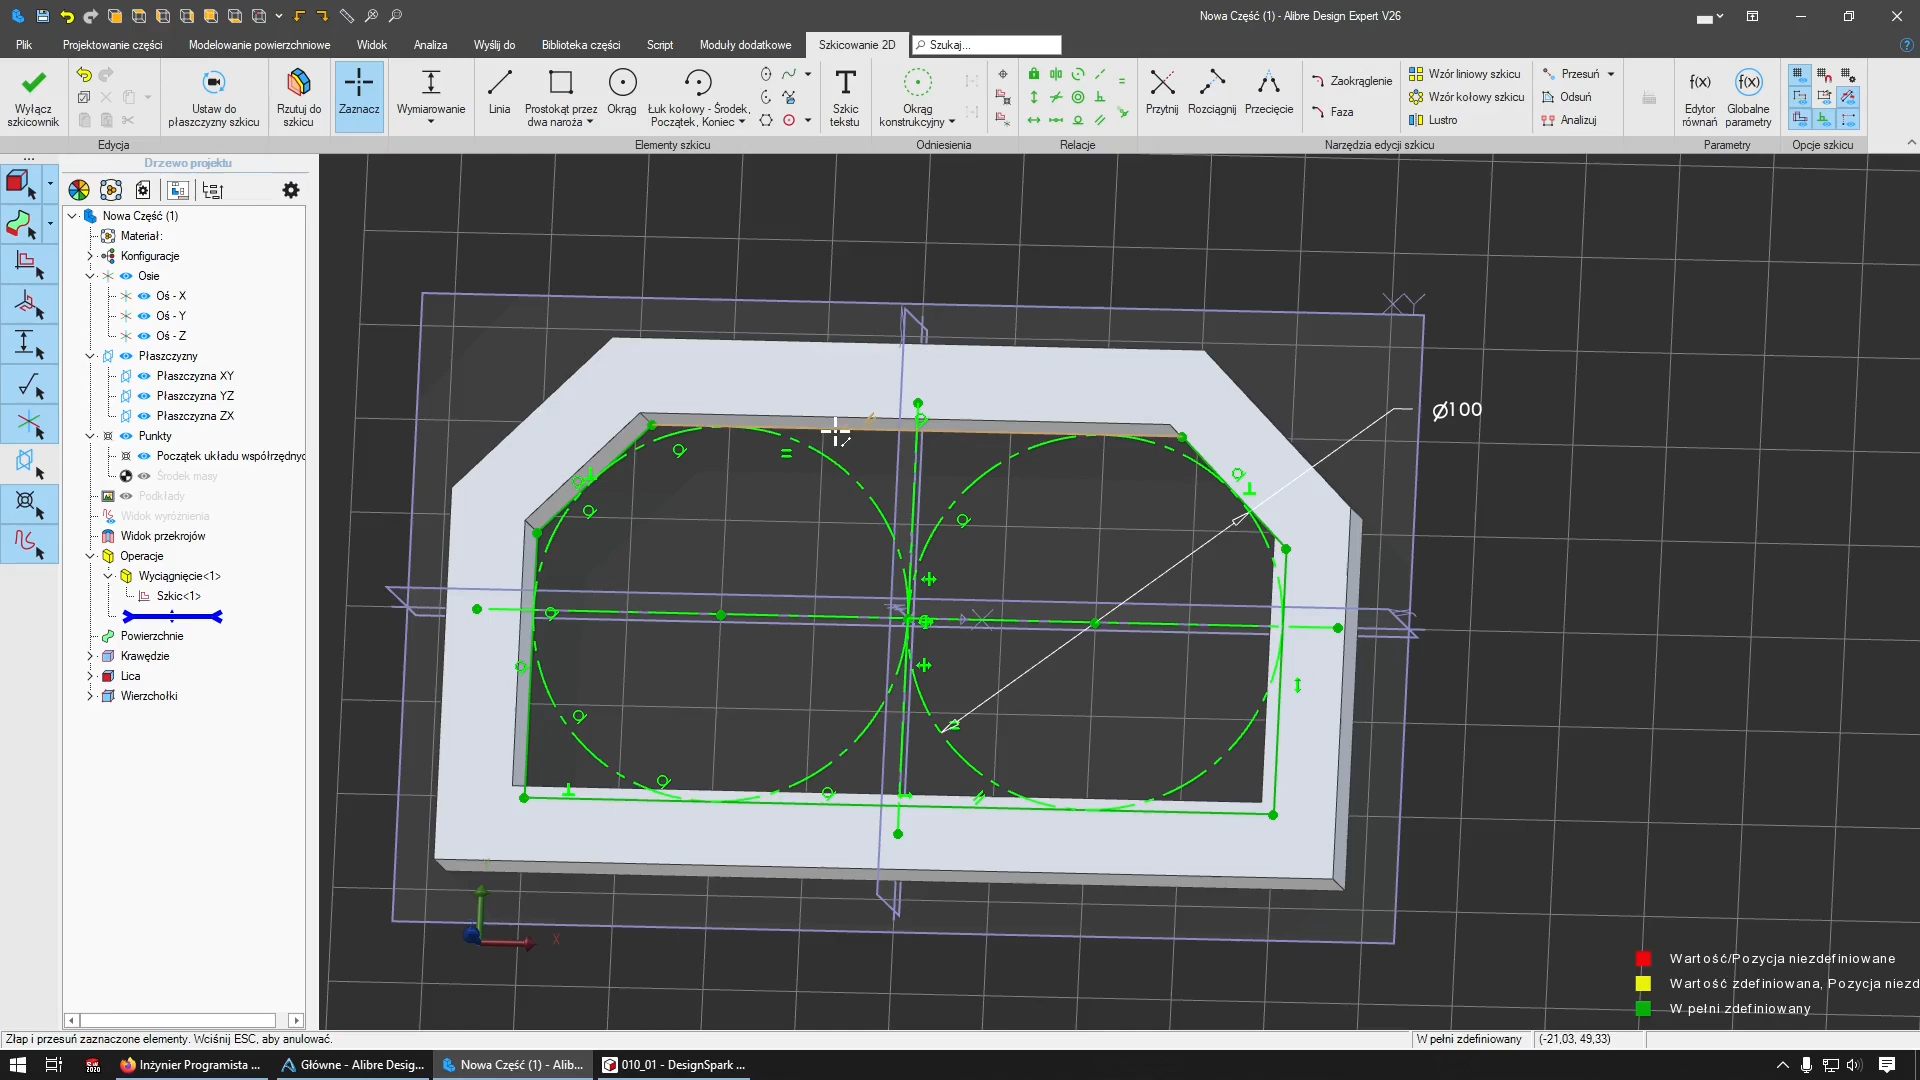 Nowa Część (1) - Alibre Design Expert V26
Plik
Projektowanie części
Modelowanie powierzchniowe
Widok
Analiza
Wyślij do
Biblioteka części
Script
Moduły dodatkowe
Szkicowanie 2D
Szukaj...
Wyłącz szkicownik
Ustaw do płaszczyzny szkicu
Rzutuj do szkicu
Zaznacz
Wymiarowanie
Linia
Prostokąt przez dwa naroża
Okrąg
Łuk kołowy - Środek, Początek, Koniec
Szkic tekstu
Okrąg konstrukcyjny
Przytnij
Rozciągnij
Przecięcie
Zaokrąglenie
Faza
Wzór liniowy szkicu
Wzór kołowy szkicu
Lustro
Przesuń
Odsuń
Analizuj
Edytor równań
Globalne parametry
Edycja
Elementy szkicu
Odniesienia
Relacje
Narzędzia edycji szkicu
Parametry
Opcje szkicu
Drzewo projektu
Nowa Część (1)
Materiał:
Konfiguracje
Osie
Oś - X
Oś - Y
Oś - Z
Płaszczyzny
Płaszczyzna XY
Płaszczyzna YZ
Płaszczyzna ZX
Punkty
Początek układu współrzędnyc
Środek masy
Podkłady
Widok wyróżnienia
Widok przekrojów
Operacje
Wyciągnięcie<1>
Szkic<1>
Powierzchnie
Krawędzie
Lica
Wierzchołki
XY
Ø100
X
Wartość/Pozycja niezdefiniowane
Wartość zdefiniowana, Pozycja niezd
W pełni zdefiniowany
Złap i przesuń zaznaczone elementy. Wciśnij ESC, aby anulować.
W pełni zdefiniowany
(-21,03, 49,33)
Inżynier Programista ...
Główne - Alibre Desig...
Nowa Część (1) - Alib...
010_01 - DesignSpark ...